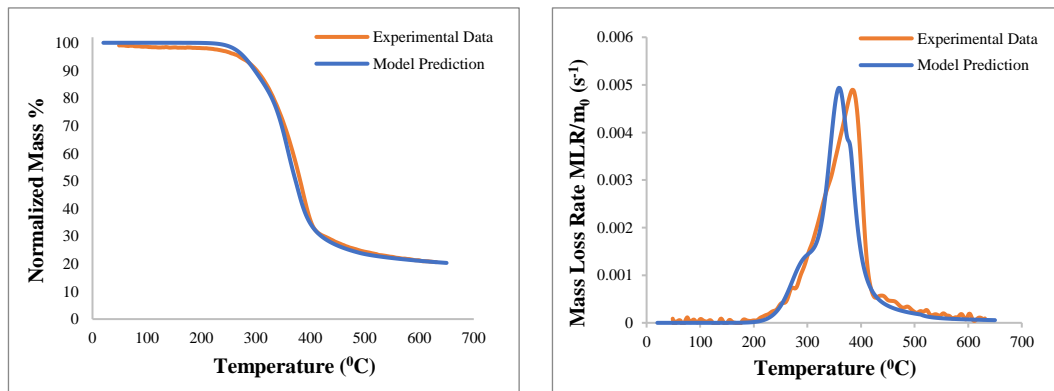 Normalized Mass %
100
90
80
70
60
50
40
30
20
10
0
Experimental Data
Model Prediction
0 100 200 300 400 500 600 700
Temperature (⁰C)
Mass Loss Rate MLR/m₀ (s⁻¹)
0.006
0.005
0.004
0.003
0.002
0.001
0
Experimental Data
Model Prediction
0 100 200 300 400 500 600 700
Temperature (⁰C)